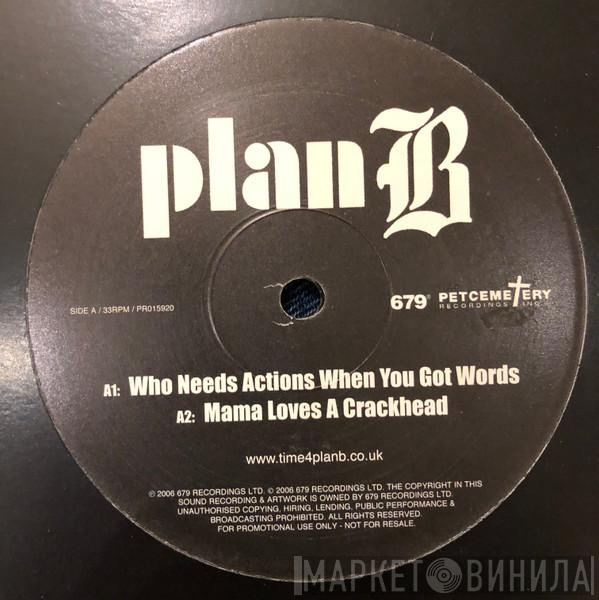 plan B
SIDE A / 33RPM / PR015920
679 PETCEMETERY
RECORDINGS INC.
A1: Who Needs Actions When You Got Words
A2: Mama Loves A Crackhead
www.time4planb.co.uk
℗ 2006 679 RECORDINGS LTD. © 2006 679 RECORDINGS LTD. THE COPYRIGHT IN THIS
SOUND RECORDING & ARTWORK IS OWNED BY 679 RECORDINGS LTD.
UNAUTHORISED COPYING, HIRING, LENDING, PUBLIC PERFORMANCE &
BROADCASTING PROHIBITED. ALL RIGHTS RESERVED.
FOR PROMOTIONAL USE ONLY - NOT FOR RESALE.
МАРКЕТ ВИНИЛА